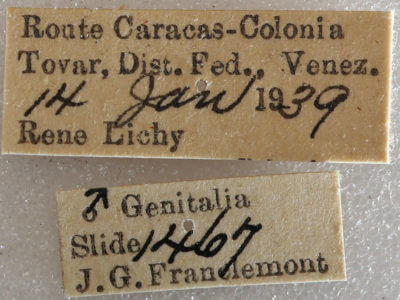 Route Caracas-Colonia
Tovar, Dist. Fed., Venez.
14 Jan 1939
Rene Lichy
♂ Genitalia
Slide 1467
J.G. Franclemont